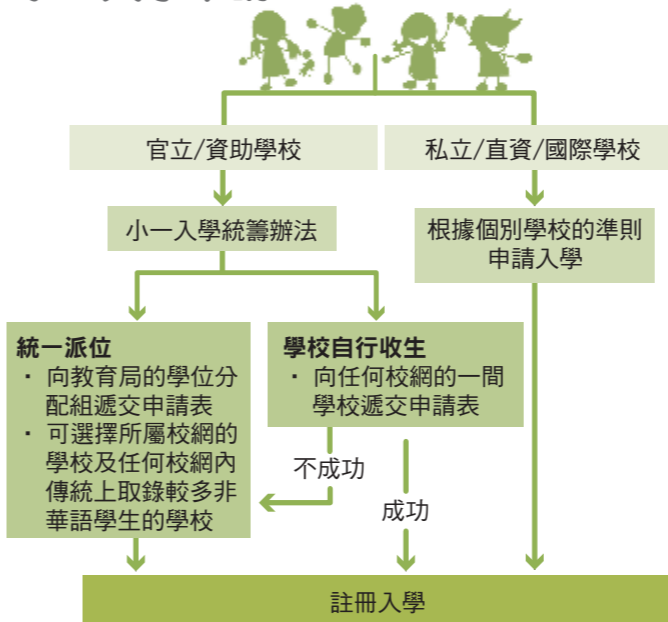 官立/資助學校
私立/直資/國際學校
小一入學統籌辦法
根據個別學校的準則
申請入學
統一派位
· 向教育局的學位分
配組遞交申請表
· 可選擇所屬校網的
學校及任何校網內
傳統上取錄較多非
華語學生的學校
學校自行收生
· 向任何校網的一間
學校遞交申請表
不成功
成功
註冊入學